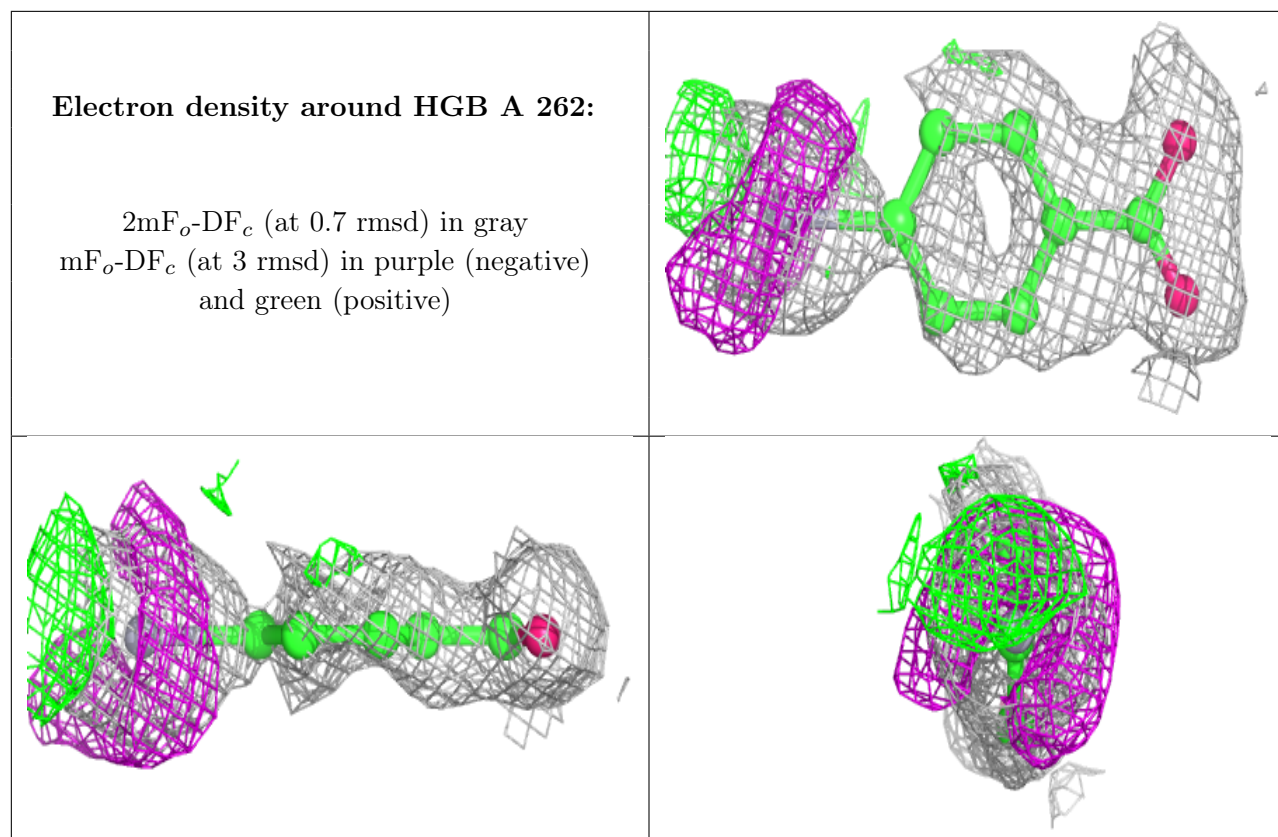 Electron density around HGB A 262:
2mFo-DFc (at 0.7 rmsd) in gray
mFo-DFc (at 3 rmsd) in purple (negative)
and green (positive)